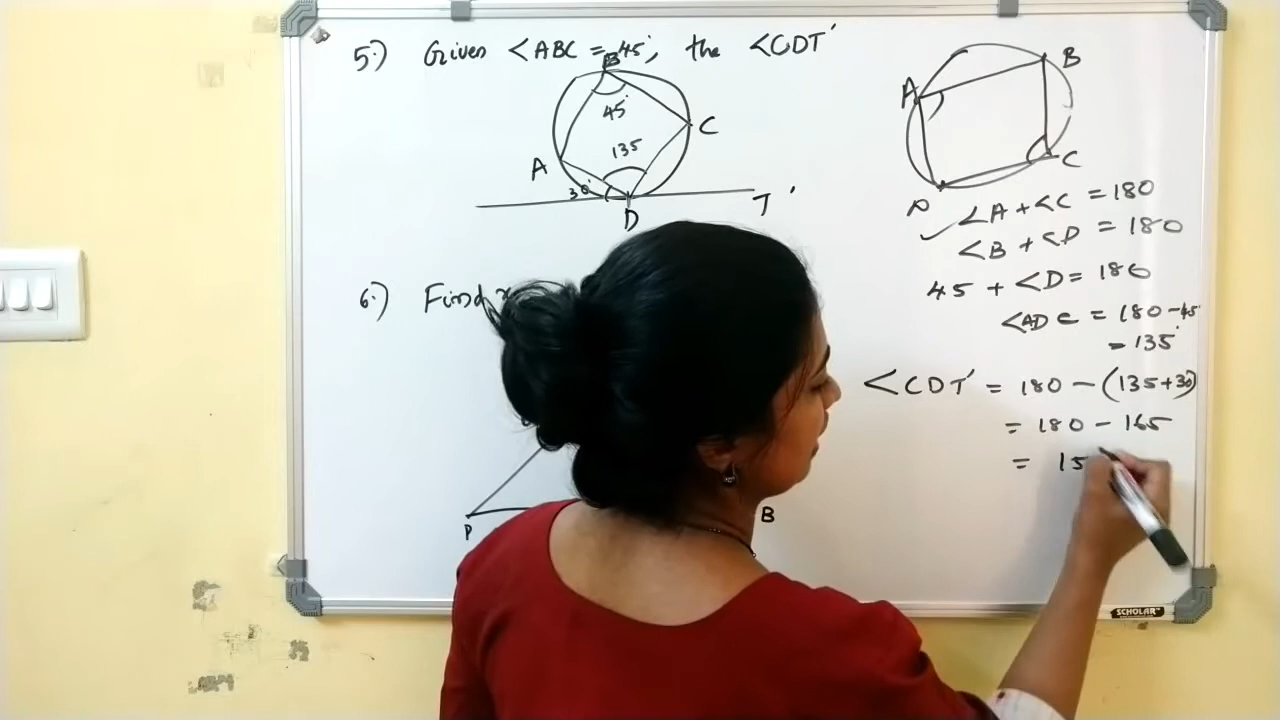 5.) Given <ABC = 45°, the <CDT'
B
45°
A
C
135
30°
D
T'
A
B
C
D
<A + <C = 180
<B + <D = 180
45 + <D = 180
<ADC = 180 - 45°
= 135°
<CDT' = 180 - (135+30)
= 180 - 165
= 15
6.) Find
P
B
SCHOLAR